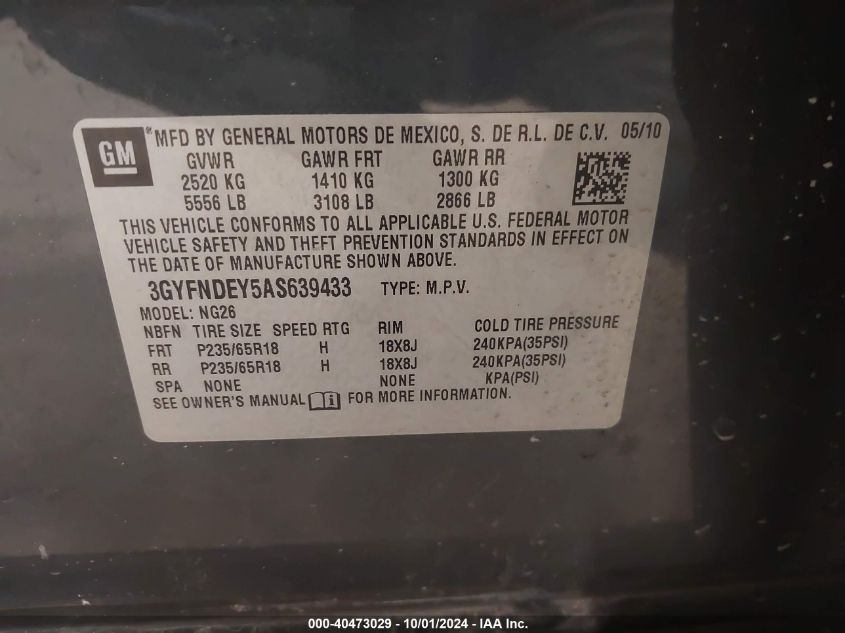 GM
MFD BY GENERAL MOTORS DE MEXICO, S. DE R.L. DE C.V. 05/10
GVWR GAWR FRT GAWR RR
2520 KG 1410 KG 1300 KG
5556 LB 3108 LB 2866 LB
THIS VEHICLE CONFORMS TO ALL APPLICABLE U.S. FEDERAL MOTOR
VEHICLE SAFETY AND THEFT PREVENTION STANDARDS IN EFFECT ON
THE DATE OF MANUFACTURE SHOWN ABOVE.
3GYFNDEY5AS639433 TYPE: M.P.V.
MODEL: NG26
NBFN TIRE SIZE SPEED RTG RIM COLD TIRE PRESSURE
FRT P235/65R18 H 18X8J 240KPA(35PSI)
RR P235/65R18 H 18X8J 240KPA(35PSI)
SPA NONE NONE KPA(PSI)
SEE OWNER'S MANUAL FOR MORE INFORMATION.
000-40473029 - 10/01/2024 - IAA Inc.